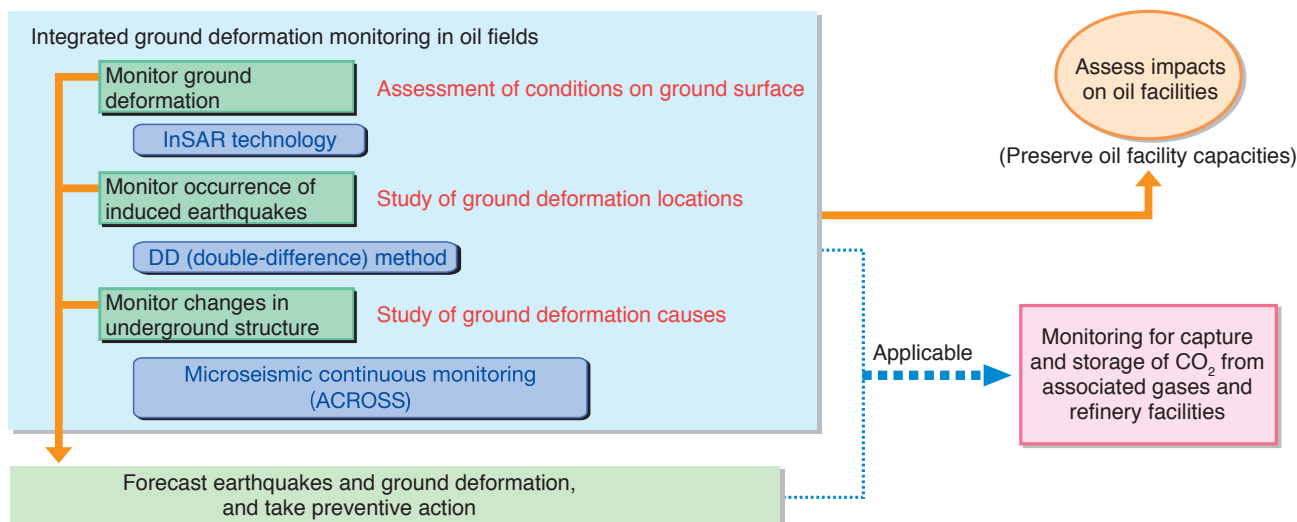 Integrated ground deformation monitoring in oil fields
Monitor ground
deformation
Assessment of conditions on ground surface
InSAR technology
Monitor occurrence of
induced earthquakes
Study of ground deformation locations
DD (double-difference) method
Monitor changes in
underground structure
Study of ground deformation causes
Microseismic continuous monitoring
(ACROSS)
Forecast earthquakes and ground deformation,
and take preventive action
Assess impacts
on oil facilities
(Preserve oil facility capacities)
Applicable
Monitoring for capture
and storage of CO₂ from
associated gases and
refinery facilities